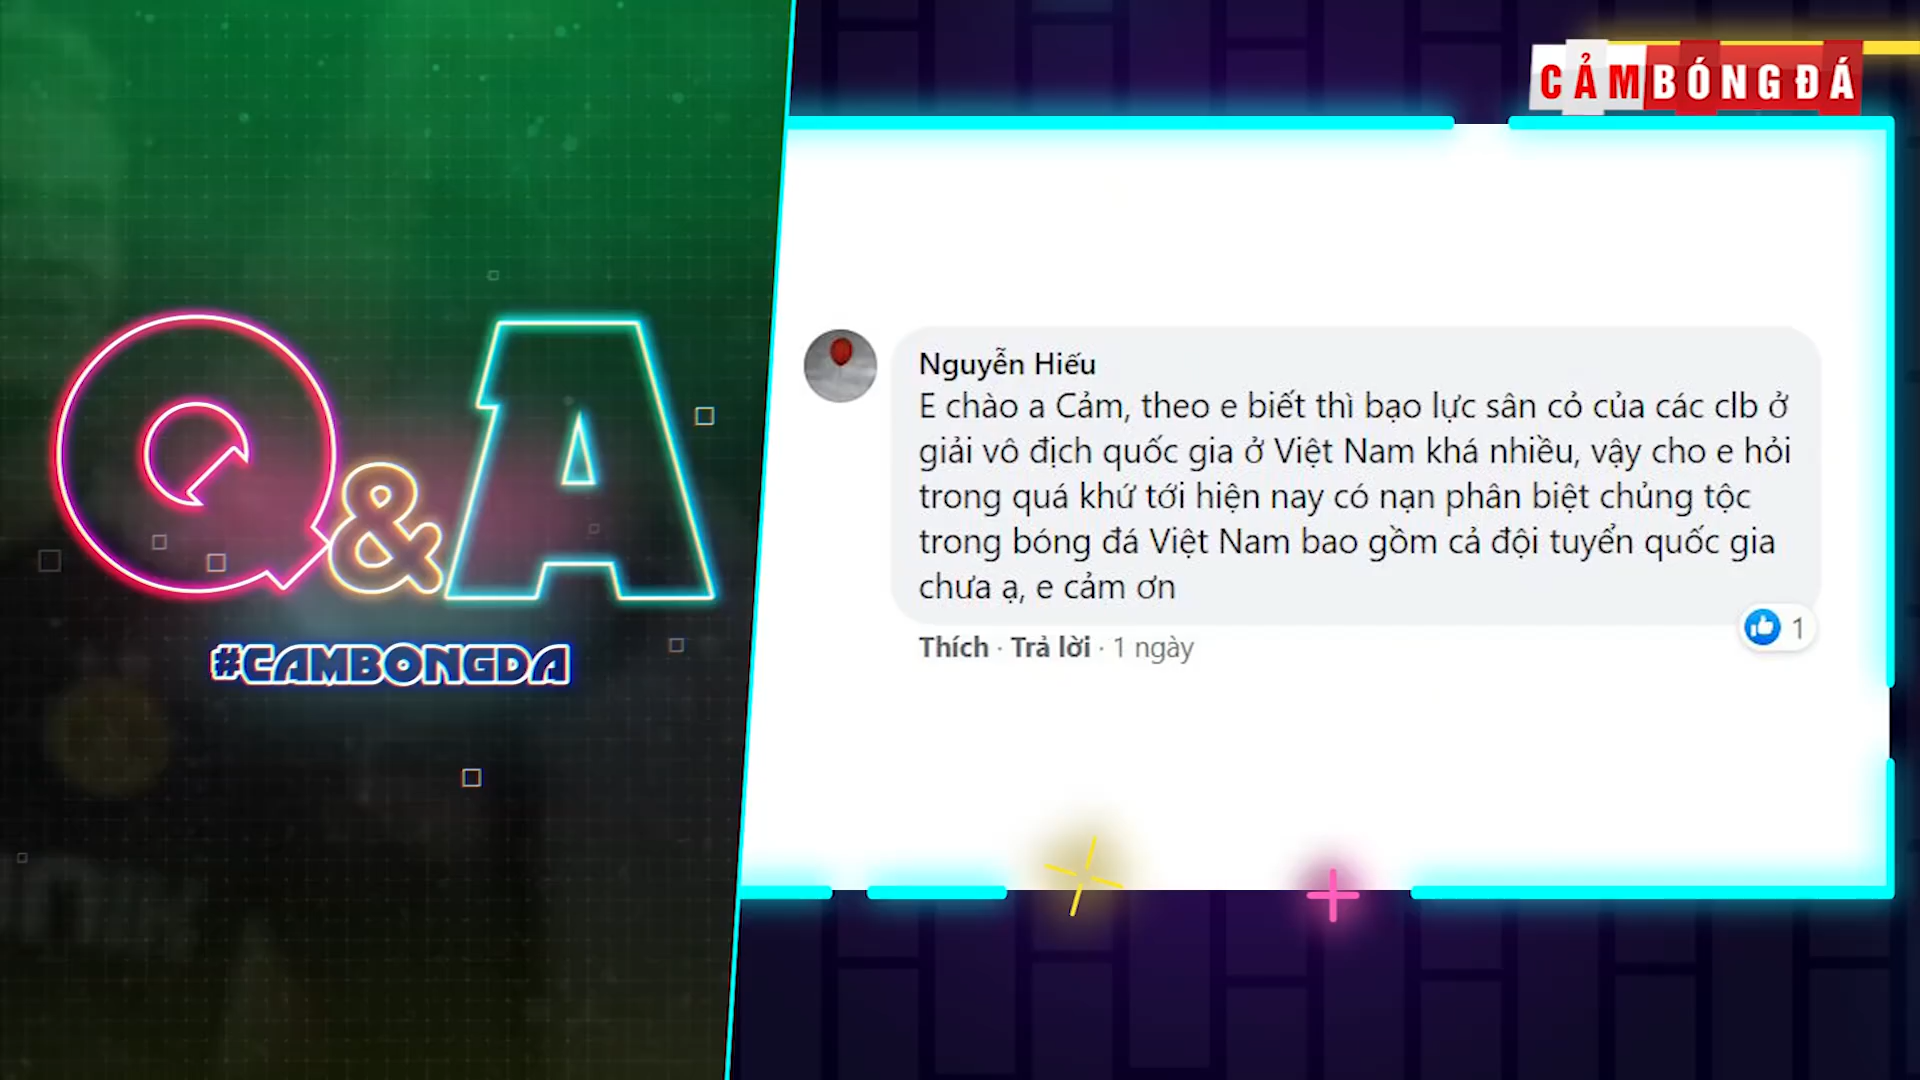 CẢMBÓNGĐÁ
Q&A
#CAMBONGDA
Nguyễn Hiếu
E chào a Cảm, theo e biết thì bạo lực sân cỏ của các clb ở
giải vô địch quốc gia ở Việt Nam khá nhiều, vậy cho e hỏi
trong quá khứ tới hiện nay có nạn phân biệt chủng tộc
trong bóng đá Việt Nam bao gồm cả đội tuyển quốc gia
chưa ạ, e cảm ơn
1
Thích · Trả lời · 1 ngày